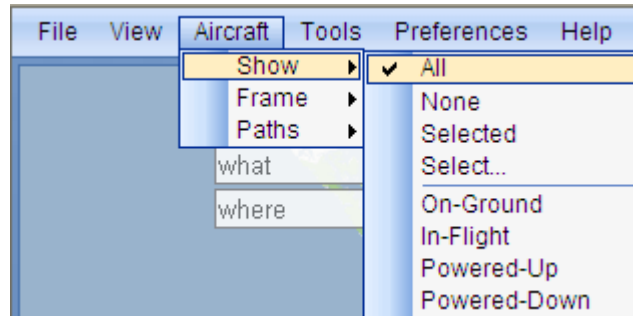 File View Aircraft Tools Preferences Help
Show
Frame
Paths
All
None
Selected
Select...
On-Ground
In-Flight
Powered-Up
Powered-Down
what
where